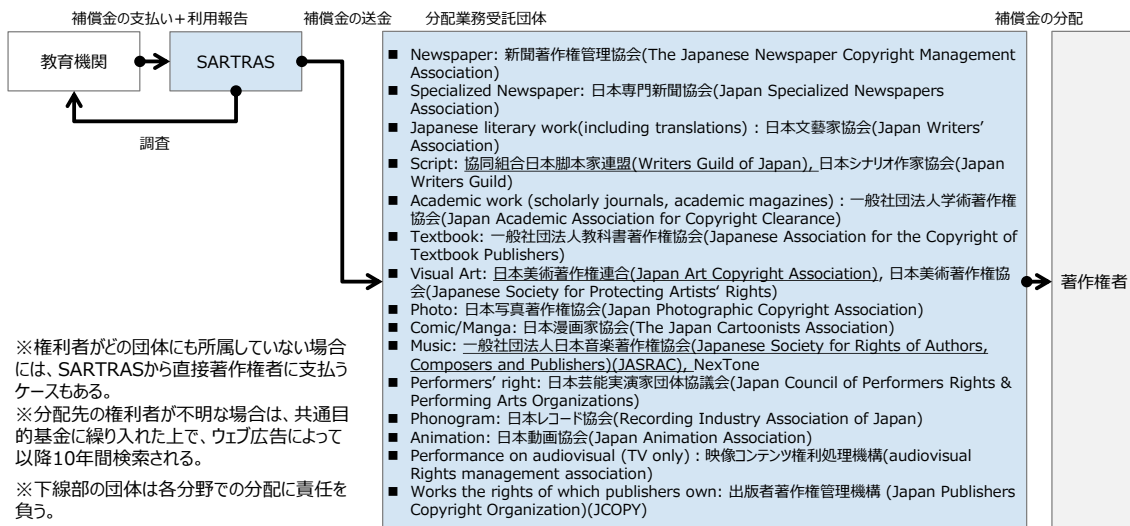 補償金の支払い＋利用報告
補償金の送金
分配業務受託団体
補償金の分配
教育機関
SARTRAS
調査
■ Newspaper: 新聞著作権管理協会(The Japanese Newspaper Copyright Management
Association)
■ Specialized Newspaper: 日本専門新聞協会(Japan Specialized Newspapers
Association)
■ Japanese literary work(including translations) : 日本文藝家協会(Japan Writers’
Association)
■ Script: 協同組合日本脚本家連盟(Writers Guild of Japan), 日本シナリオ作家協会(Japan
Writers Guild)
■ Academic work (scholarly journals, academic magazines) : 一般社団法人学術著作権
協会(Japan Academic Association for Copyright Clearance)
■ Textbook: 一般社団法人教科書著作権協会(Japanese Association for the Copyright of
Textbook Publishers)
■ Visual Art: 日本美術著作権連合(Japan Art Copyright Association), 日本美術著作権協
会(Japanese Society for Protecting Artists’ Rights)
■ Photo: 日本写真著作権協会(Japan Photographic Copyright Association)
■ Comic/Manga: 日本漫画家協会(The Japan Cartoonists Association)
■ Music: 一般社団法人日本音楽著作権協会(Japanese Society for Rights of Authors,
Composers and Publishers)(JASRAC), NexTone
■ Performers’ right: 日本芸能実演家団体協議会(Japan Council of Performers Rights &
Performing Arts Organizations)
■ Phonogram: 日本レコード協会(Recording Industry Association of Japan)
■ Animation: 日本動画協会(Japan Animation Association)
■ Performance on audiovisual (TV only) : 映像コンテンツ権利処理機構(audiovisual
Rights management association)
■ Works the rights of which publishers own: 出版者著作権管理機構 (Japan Publishers
Copyright Organization)(JCOPY)
著作権者
※権利者がどの団体にも所属していない場合
には、SARTRASから直接著作権者に支払う
ケースもある。
※分配先の権利者が不明な場合は、共通目
的基金に繰り入れた上で、ウェブ広告によって
以降10年間検索される。
※下線部の団体は各分野での分配に責任を
負う。